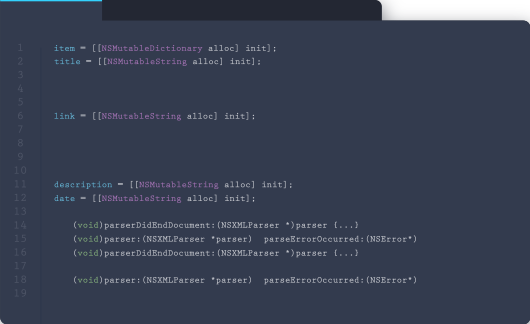 1 item = [[NSMutableDictionary alloc] init];
2 title = [[NSMutableString alloc] init];
3
4
5
6 link = [[NSMutableString alloc] init];
7
8
9
10
11 description = [[NSMutableString alloc] init];
12 date = [[NSMutableString alloc] init];
13
14 (void)parserDidEndDocument:(NSXMLParser *)parser {...}
15 (void)parser:(NSXMLParser *parser) parseErrorOccurred:(NSError*)
16 (void)parserDidEndDocument:(NSXMLParser *)parser {...}
17
18 (void)parser:(NSXMLParser *parser) parseErrorOccurred:(NSError*)
19